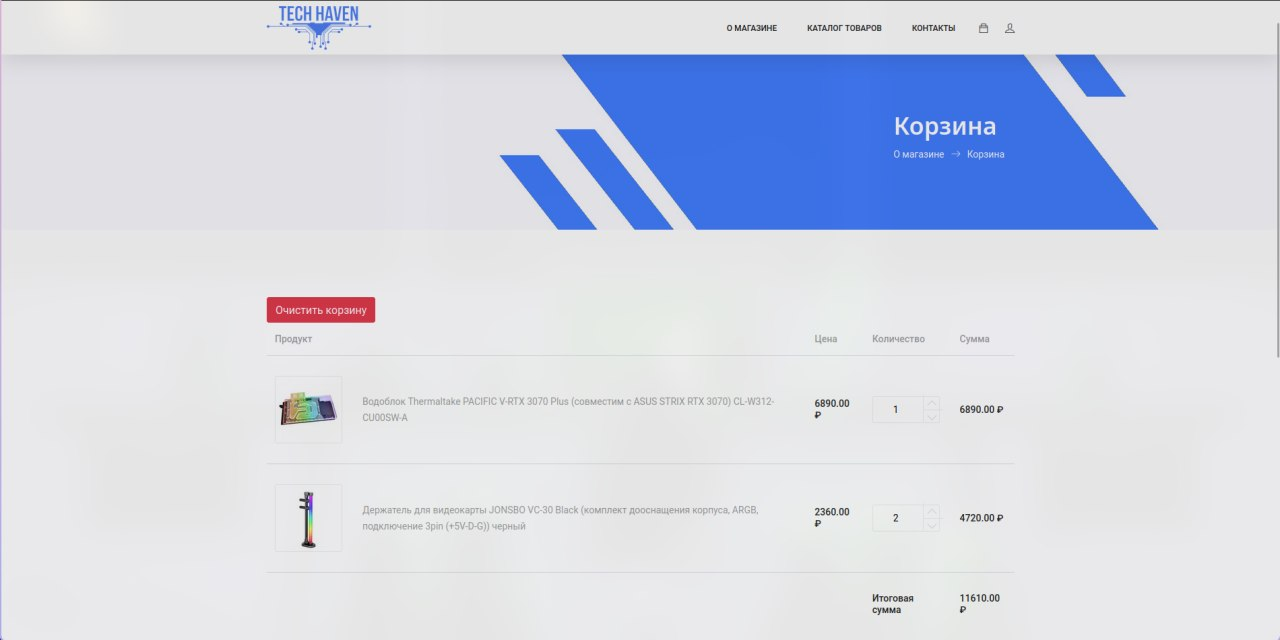 TECH HAVEN
О МАГАЗИНЕ КАТАЛОГ ТОВАРОВ КОНТАКТЫ
Корзина
О магазине → Корзина
Очистить корзину
Продукт Цена Количество Сумма
Водоблок Thermaltake PACIFIC V-RTX 3070 Plus (совместим с ASUS STRIX RTX 3070) CL-W312-
CU00SW-A
6890.00
₽
1
6890.00 ₽
Держатель для видеокарты JONSBO VC-30 Black (комплект дооснащения корпуса, ARGB,
подключение 3pin (+5V-D-G)) черный
2360.00
₽
2
4720.00 ₽
Итоговая
сумма
11610.00
₽